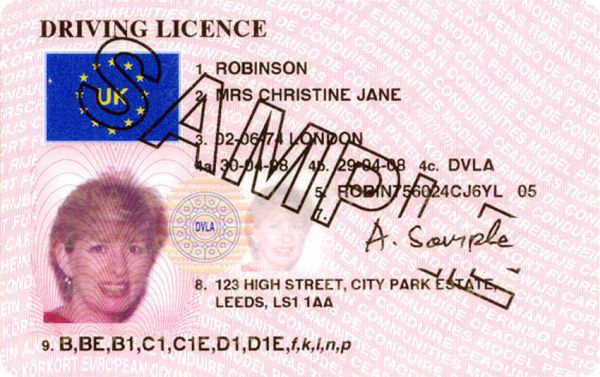 DRIVING LICENCE
UK
SAMPLE
1. ROBINSON
2. MRS CHRISTINE JANE
3. 02-06-74 LONDON
4a. 30-04-98 4b. 29-04-08 4c. DVLA
5. ROBIN756024CJ6YL 05
7.
DVLA
A. Sample
8. 123 HIGH STREET, CITY PARK ESTATE,
LEEDS, LS1 1AA
9. B,BE,B1,C1,C1E,D1,D1E,f,k,l,n,p